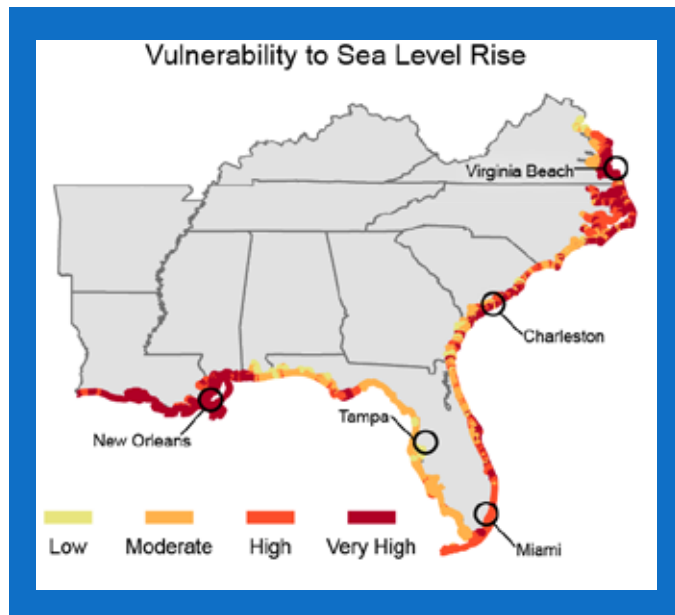 Vulnerability to Sea Level Rise
Virginia Beach
Charleston
Tampa
New Orleans
Miami
Low Moderate High Very High